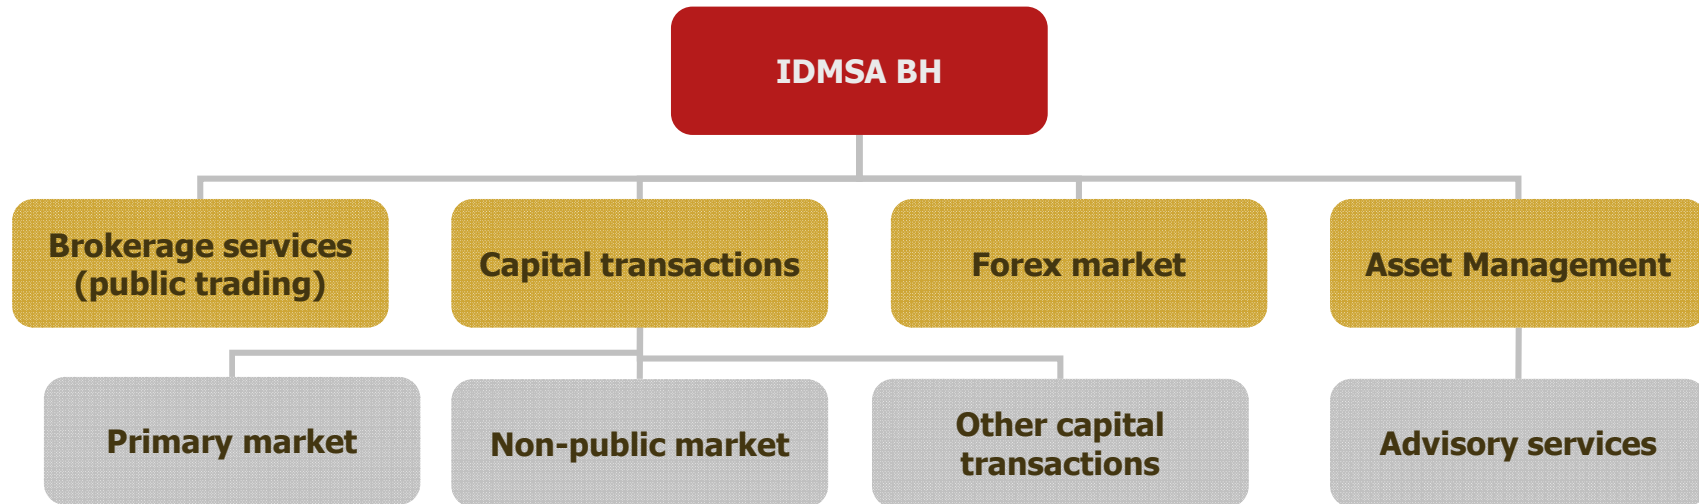 IDMSA BH
Brokerage services
(public trading)
Capital transactions
Forex market
Asset Management
Primary market
Non-public market
Other capital
transactions
Advisory services